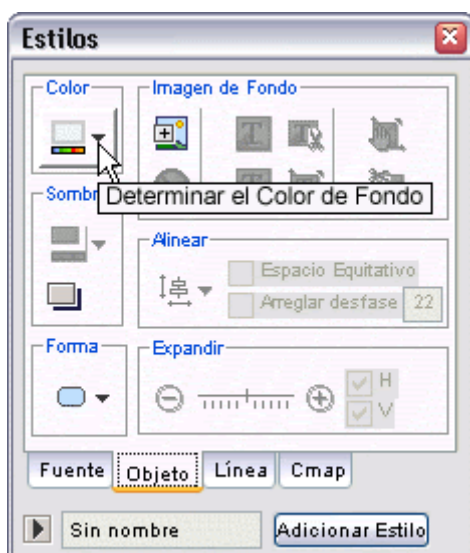 Estilos
Color
Imagen de Fondo
Sombr
Determinar el Color de Fondo
Alinear
Espacio Equitativo
Arreglar desfase 22
Forma
Expandir
H
V
Fuente Objeto Línea Cmap
Sin nombre Adicionar Estilo